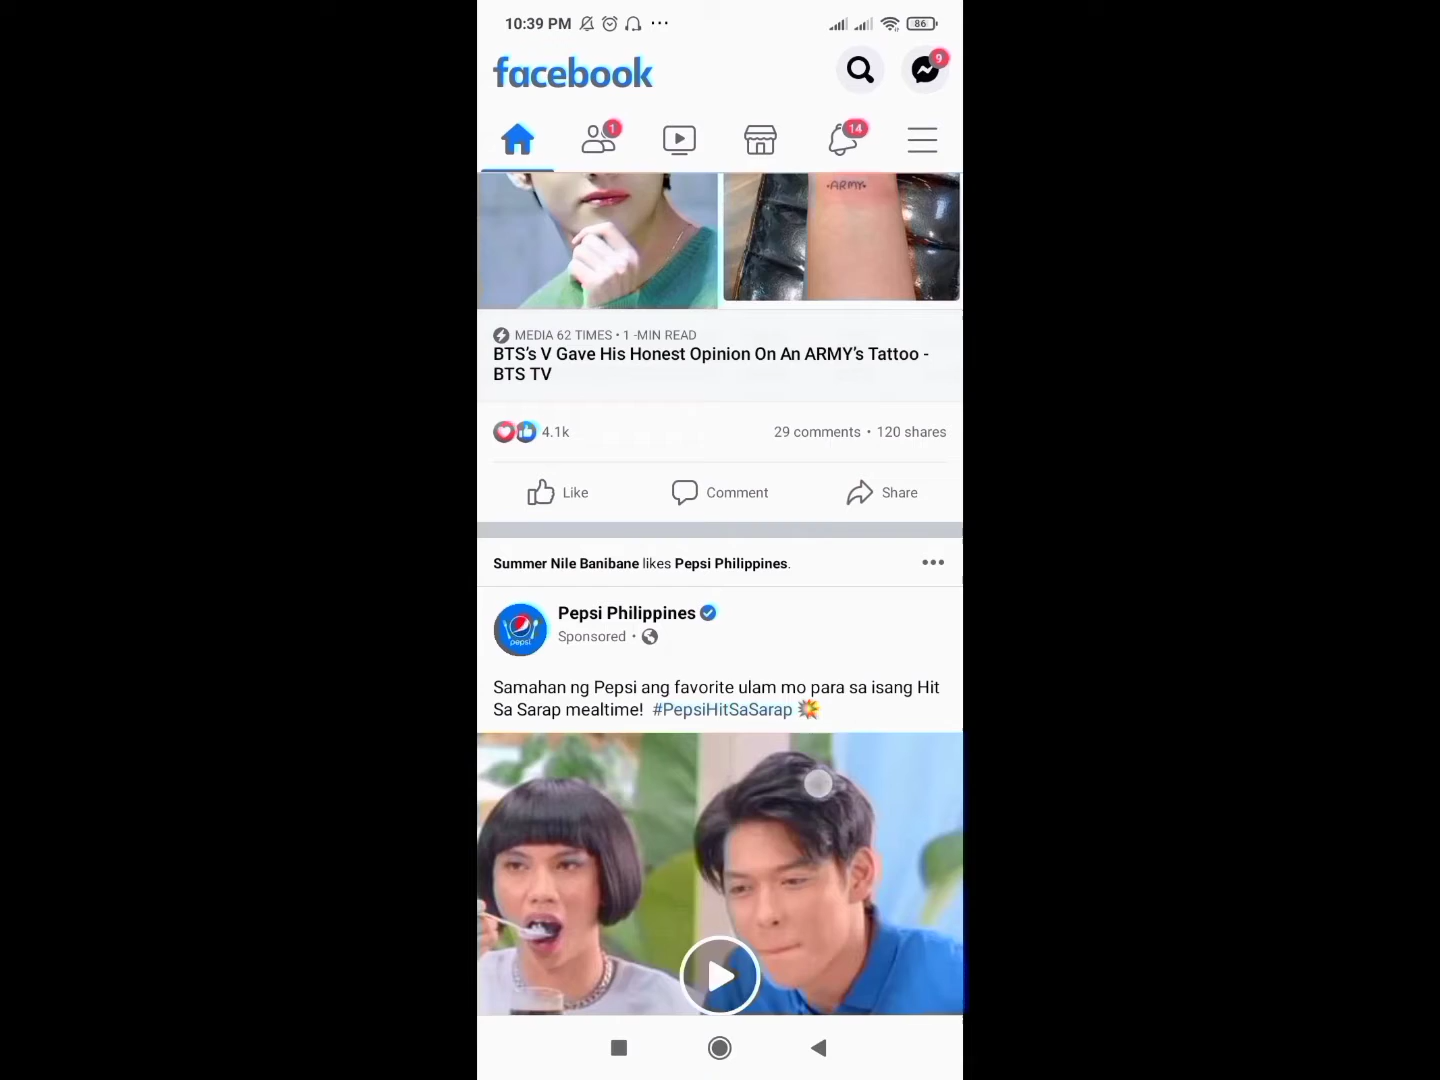 10:39 PM
86
facebook
9
1
14
·ARMY·
MEDIA 62 TIMES • 1 -MIN READ
BTS’s V Gave His Honest Opinion On An ARMY’s Tattoo -
BTS TV
4.1k
29 comments • 120 shares
Like
Comment
Share
Summer Nile Banibane likes Pepsi Philippines.
pepsi
Pepsi Philippines
Sponsored •
Samahan ng Pepsi ang favorite ulam mo para sa isang Hit
Sa Sarap mealtime! #PepsiHitSaSarap